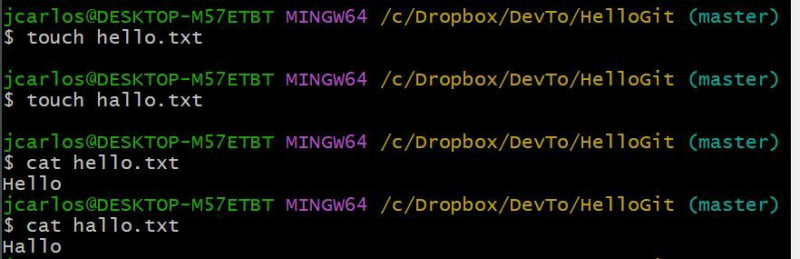 jcarlos@DESKTOP-M57ETBT MINGW64 /c/Dropbox/DevTo/HelloGit (master)
$ touch hello.txt
jcarlos@DESKTOP-M57ETBT MINGW64 /c/Dropbox/DevTo/HelloGit (master)
$ touch hallo.txt
jcarlos@DESKTOP-M57ETBT MINGW64 /c/Dropbox/DevTo/HelloGit (master)
$ cat hello.txt
Hello
jcarlos@DESKTOP-M57ETBT MINGW64 /c/Dropbox/DevTo/HelloGit (master)
$ cat hallo.txt
Hallo